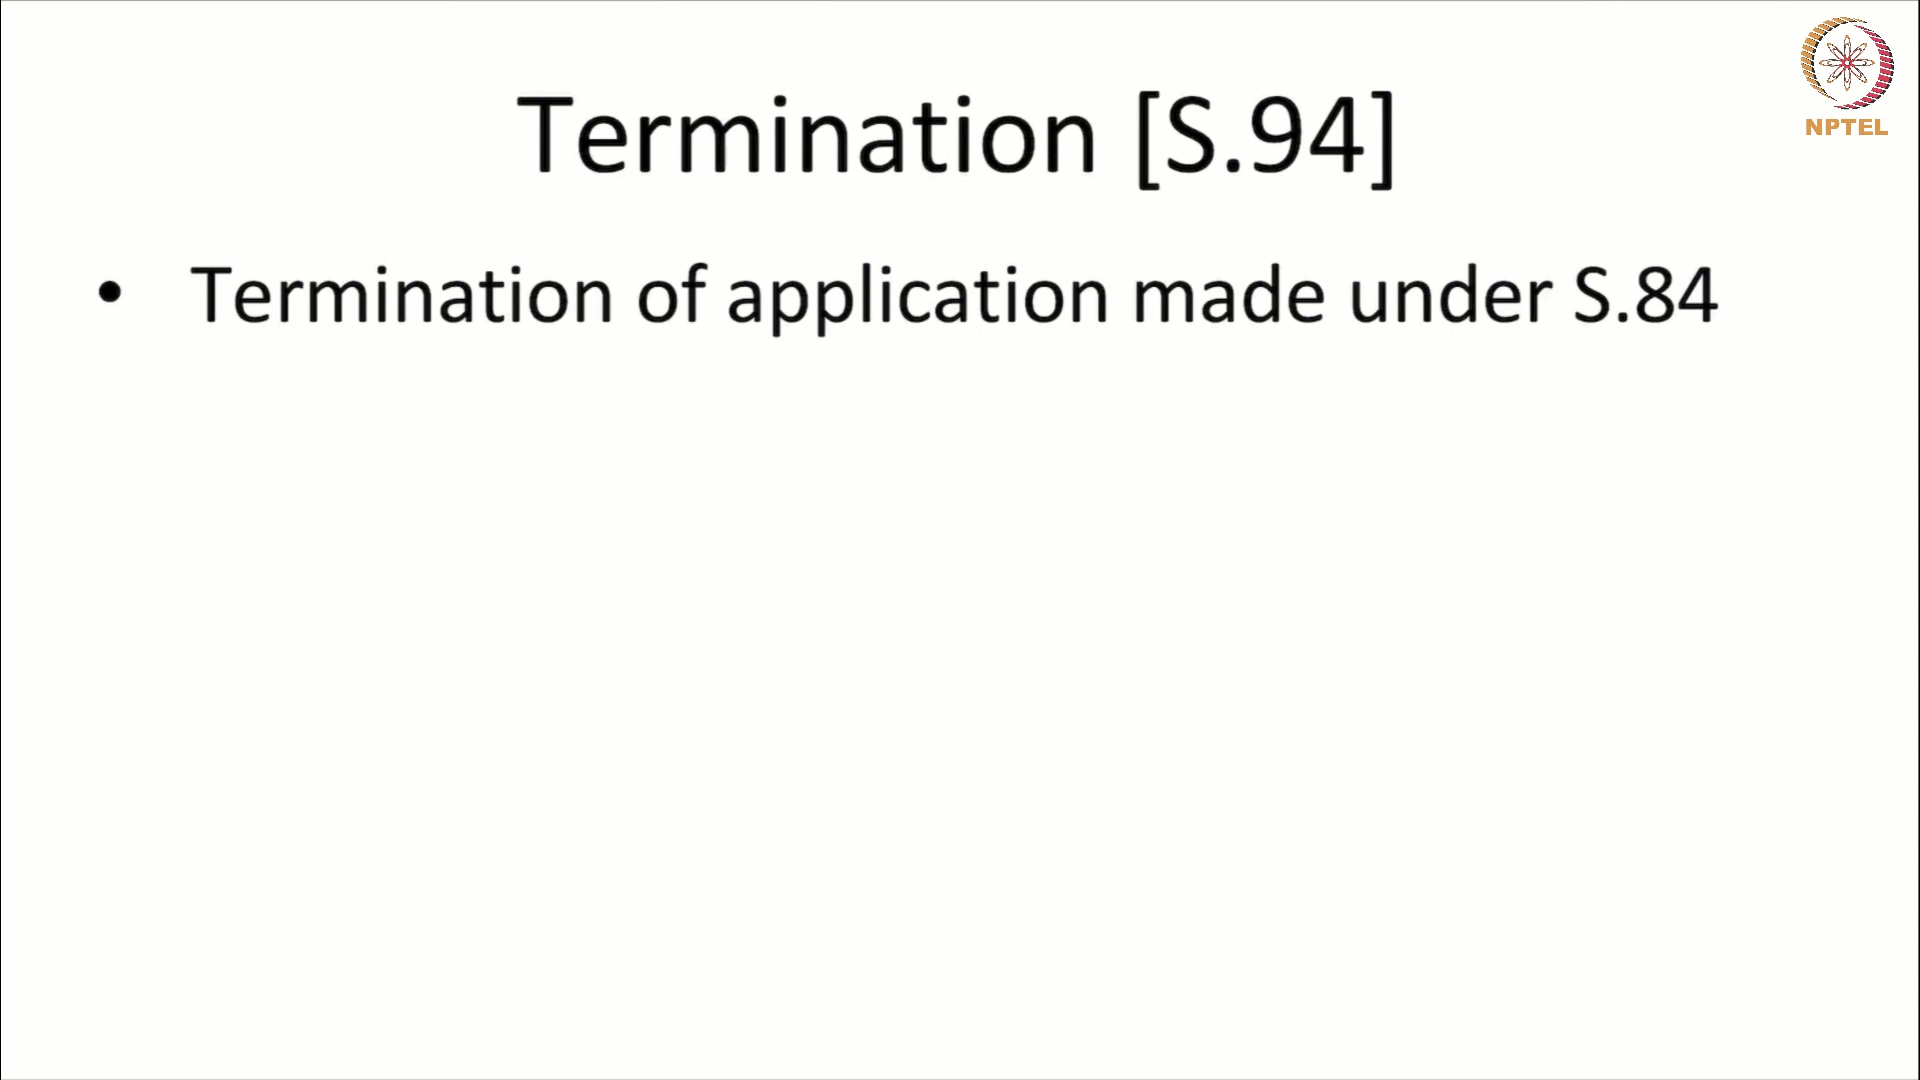 NPTEL
Termination [S.94]
• Termination of application made under S.84